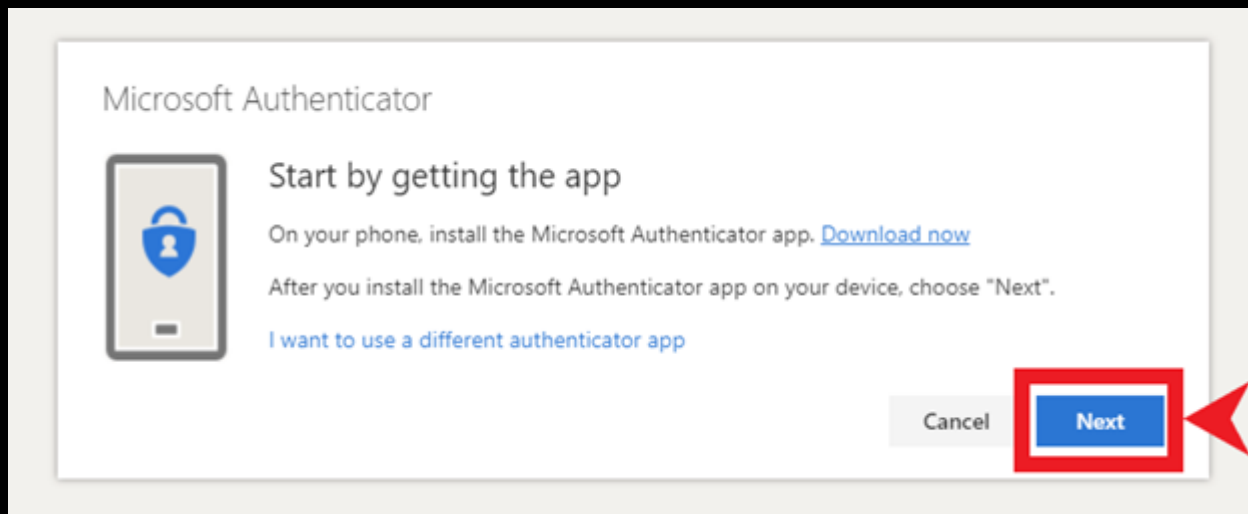 Microsoft Authenticator
Start by getting the app
On your phone, install the Microsoft Authenticator app. Download now
After you install the Microsoft Authenticator app on your device, choose "Next".
I want to use a different authenticator app
Cancel
Next